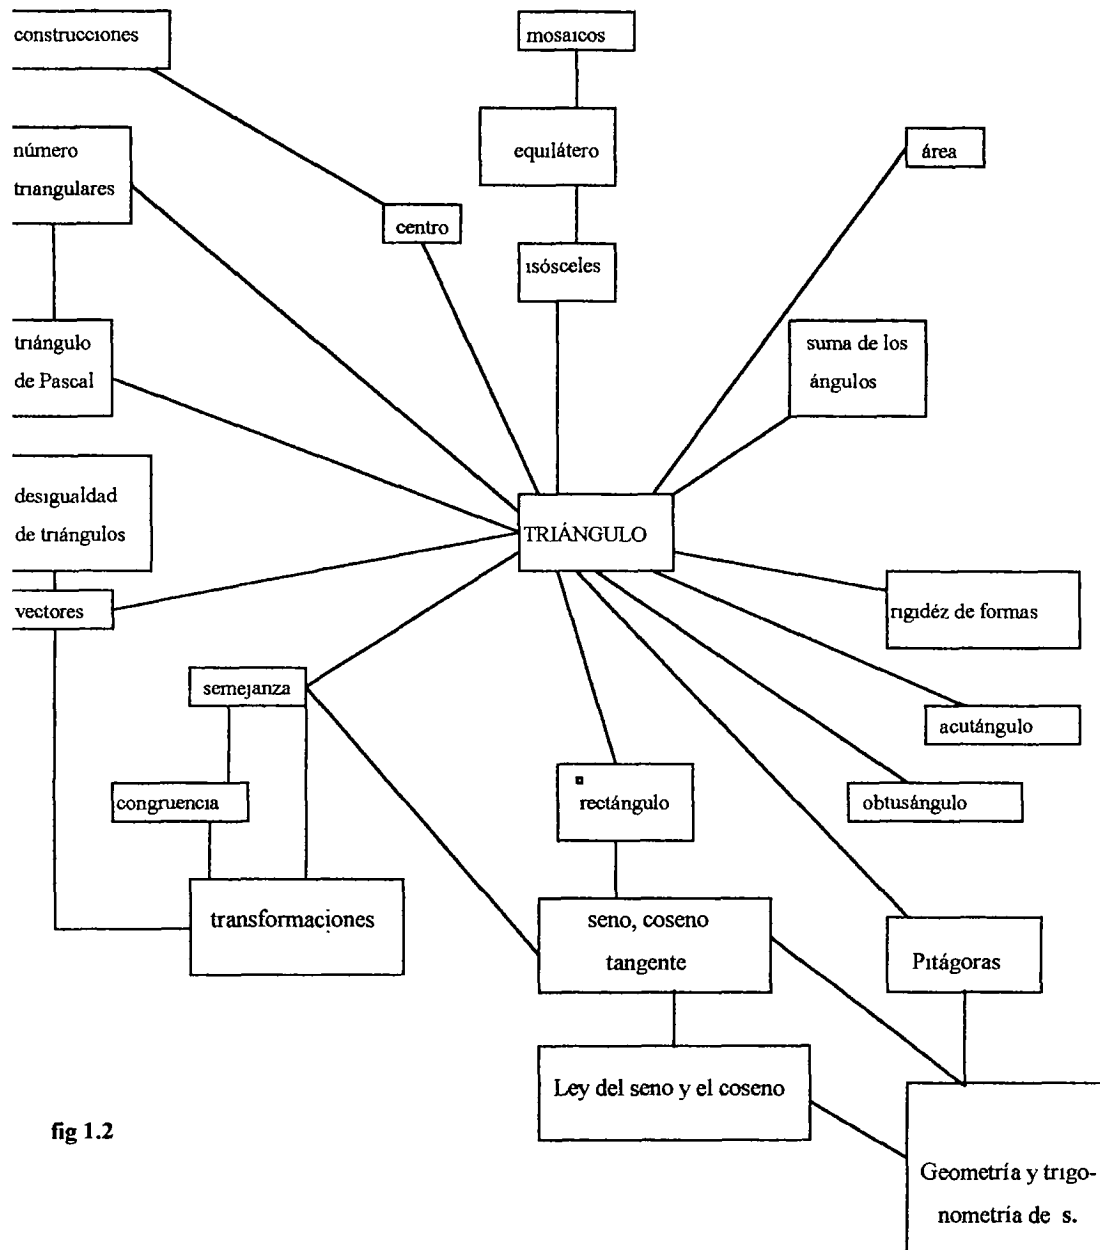 construcciones
mosaicos
equilátero
número
triangulares
área
centro
isósceles
triángulo
de Pascal
suma de los
ángulos
desigualdad
de triángulos
TRIÁNGULO
vectores
rigidéz de formas
semejanza
acutángulo
congruencia
rectángulo
obtusángulo
transformaciones
seno, coseno
tangente
Pitágoras
Ley del seno y el coseno
fig 1.2
Geometría y trigo-
nometría de s.